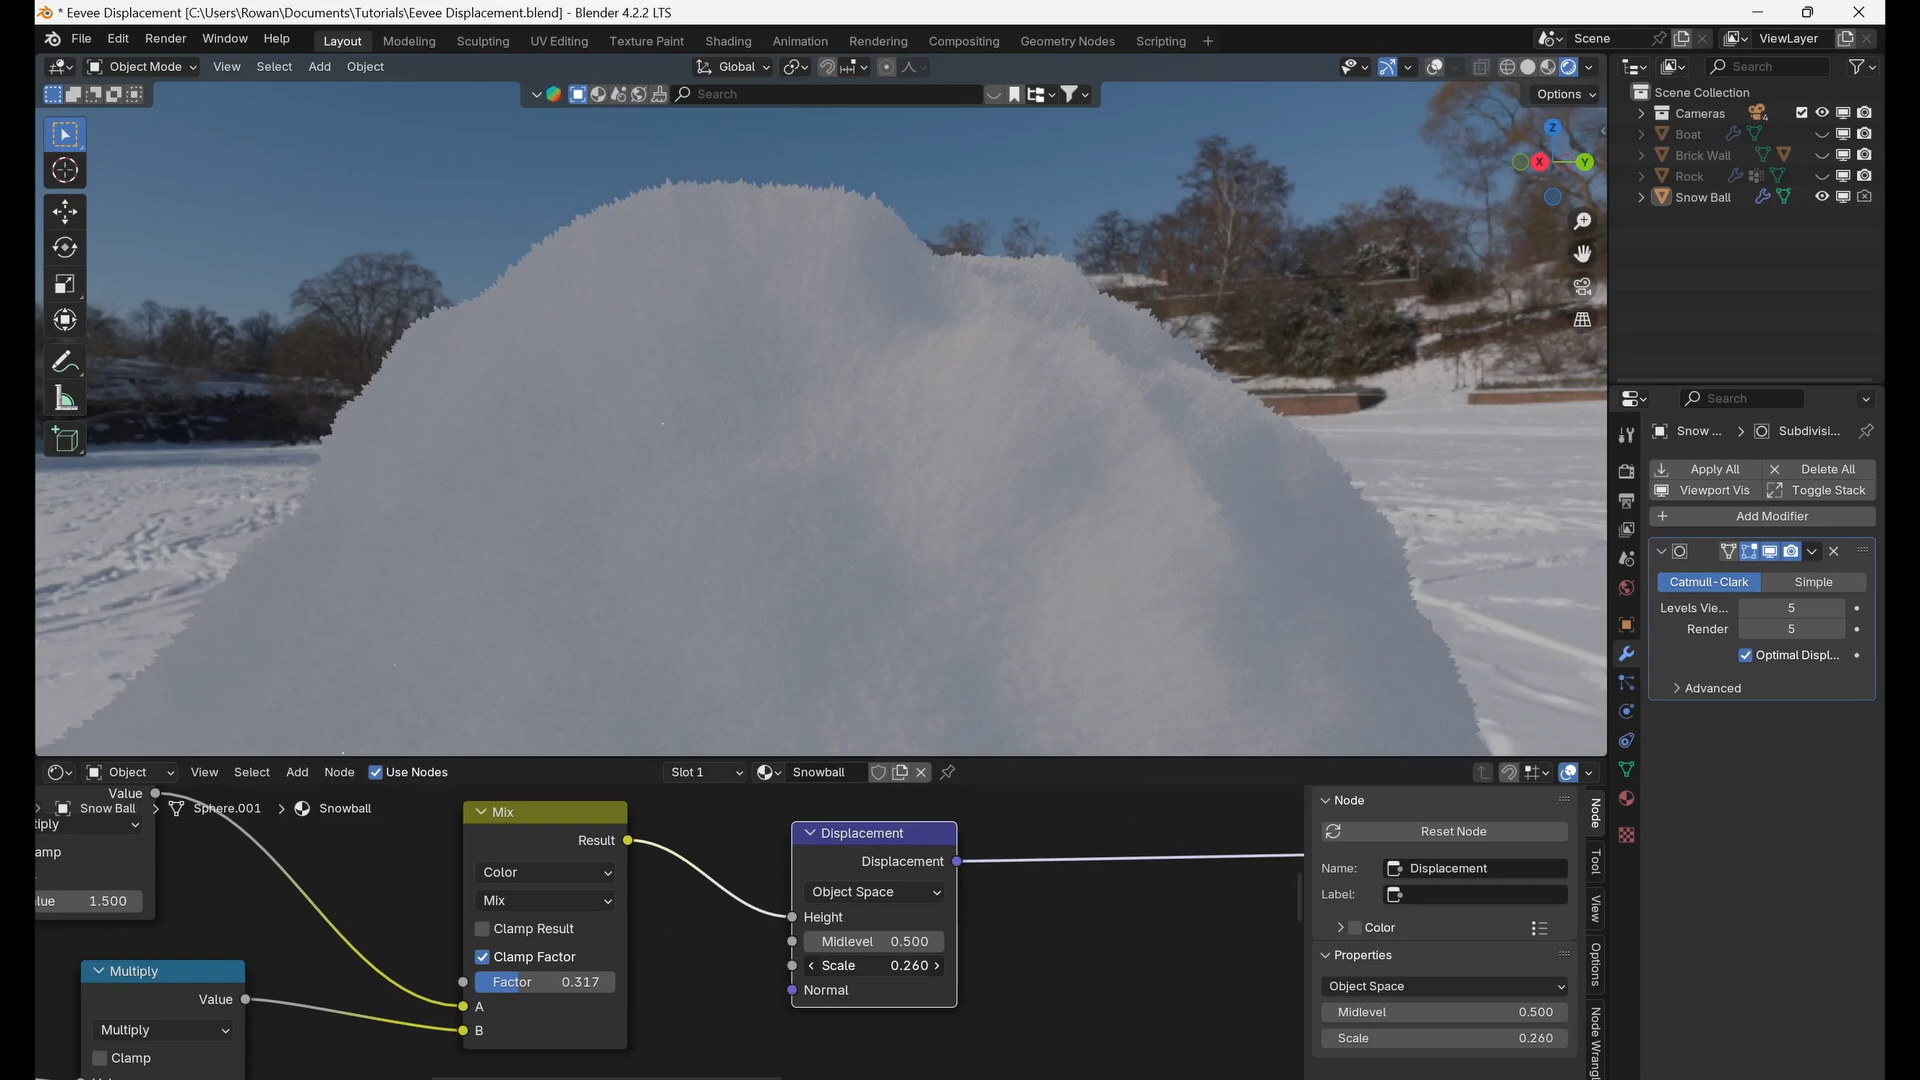 * Eevee Displacement [C:\Users\Rowan\Documents\Tutorials\Eevee Displacement.blend] - Blender 4.2.2 LTS
File Edit Render Window Help
Layout Modeling Sculpting UV Editing Texture Paint Shading Animation Rendering Compositing Geometry Nodes Scripting +
Scene
ViewLayer
Object Mode View Select Add Object
Global
Search
Search
Options
Z
X
Y
Scene Collection
Cameras 4
Boat
Brick Wall
Rock
Snow Ball
Search
Snow ... > Subdivisi...
Apply All
Delete All
Viewport Vis
Toggle Stack
Add Modifier
Catmull-Clark
Simple
Levels Vie... 5
Render 5
Optimal Displ...
Advanced
Object View Select Add Node Use Nodes
Slot 1
Snowball
Value
Snow Ball > Sphere.001 > Snowball
tiply
amp
alue 1.500
Multiply
Value
Multiply
Clamp
Mix
Result
Color
Mix
Clamp Result
Clamp Factor
Factor 0.317
A
B
Displacement
Displacement
Object Space
Height
Midlevel 0.500
Scale 0.260
Normal
Node
Reset Node
Name: Displacement
Label:
Color
Properties
Object Space
Midlevel 0.500
Scale 0.260
Node
Tool
View
Options
Node Wrangl